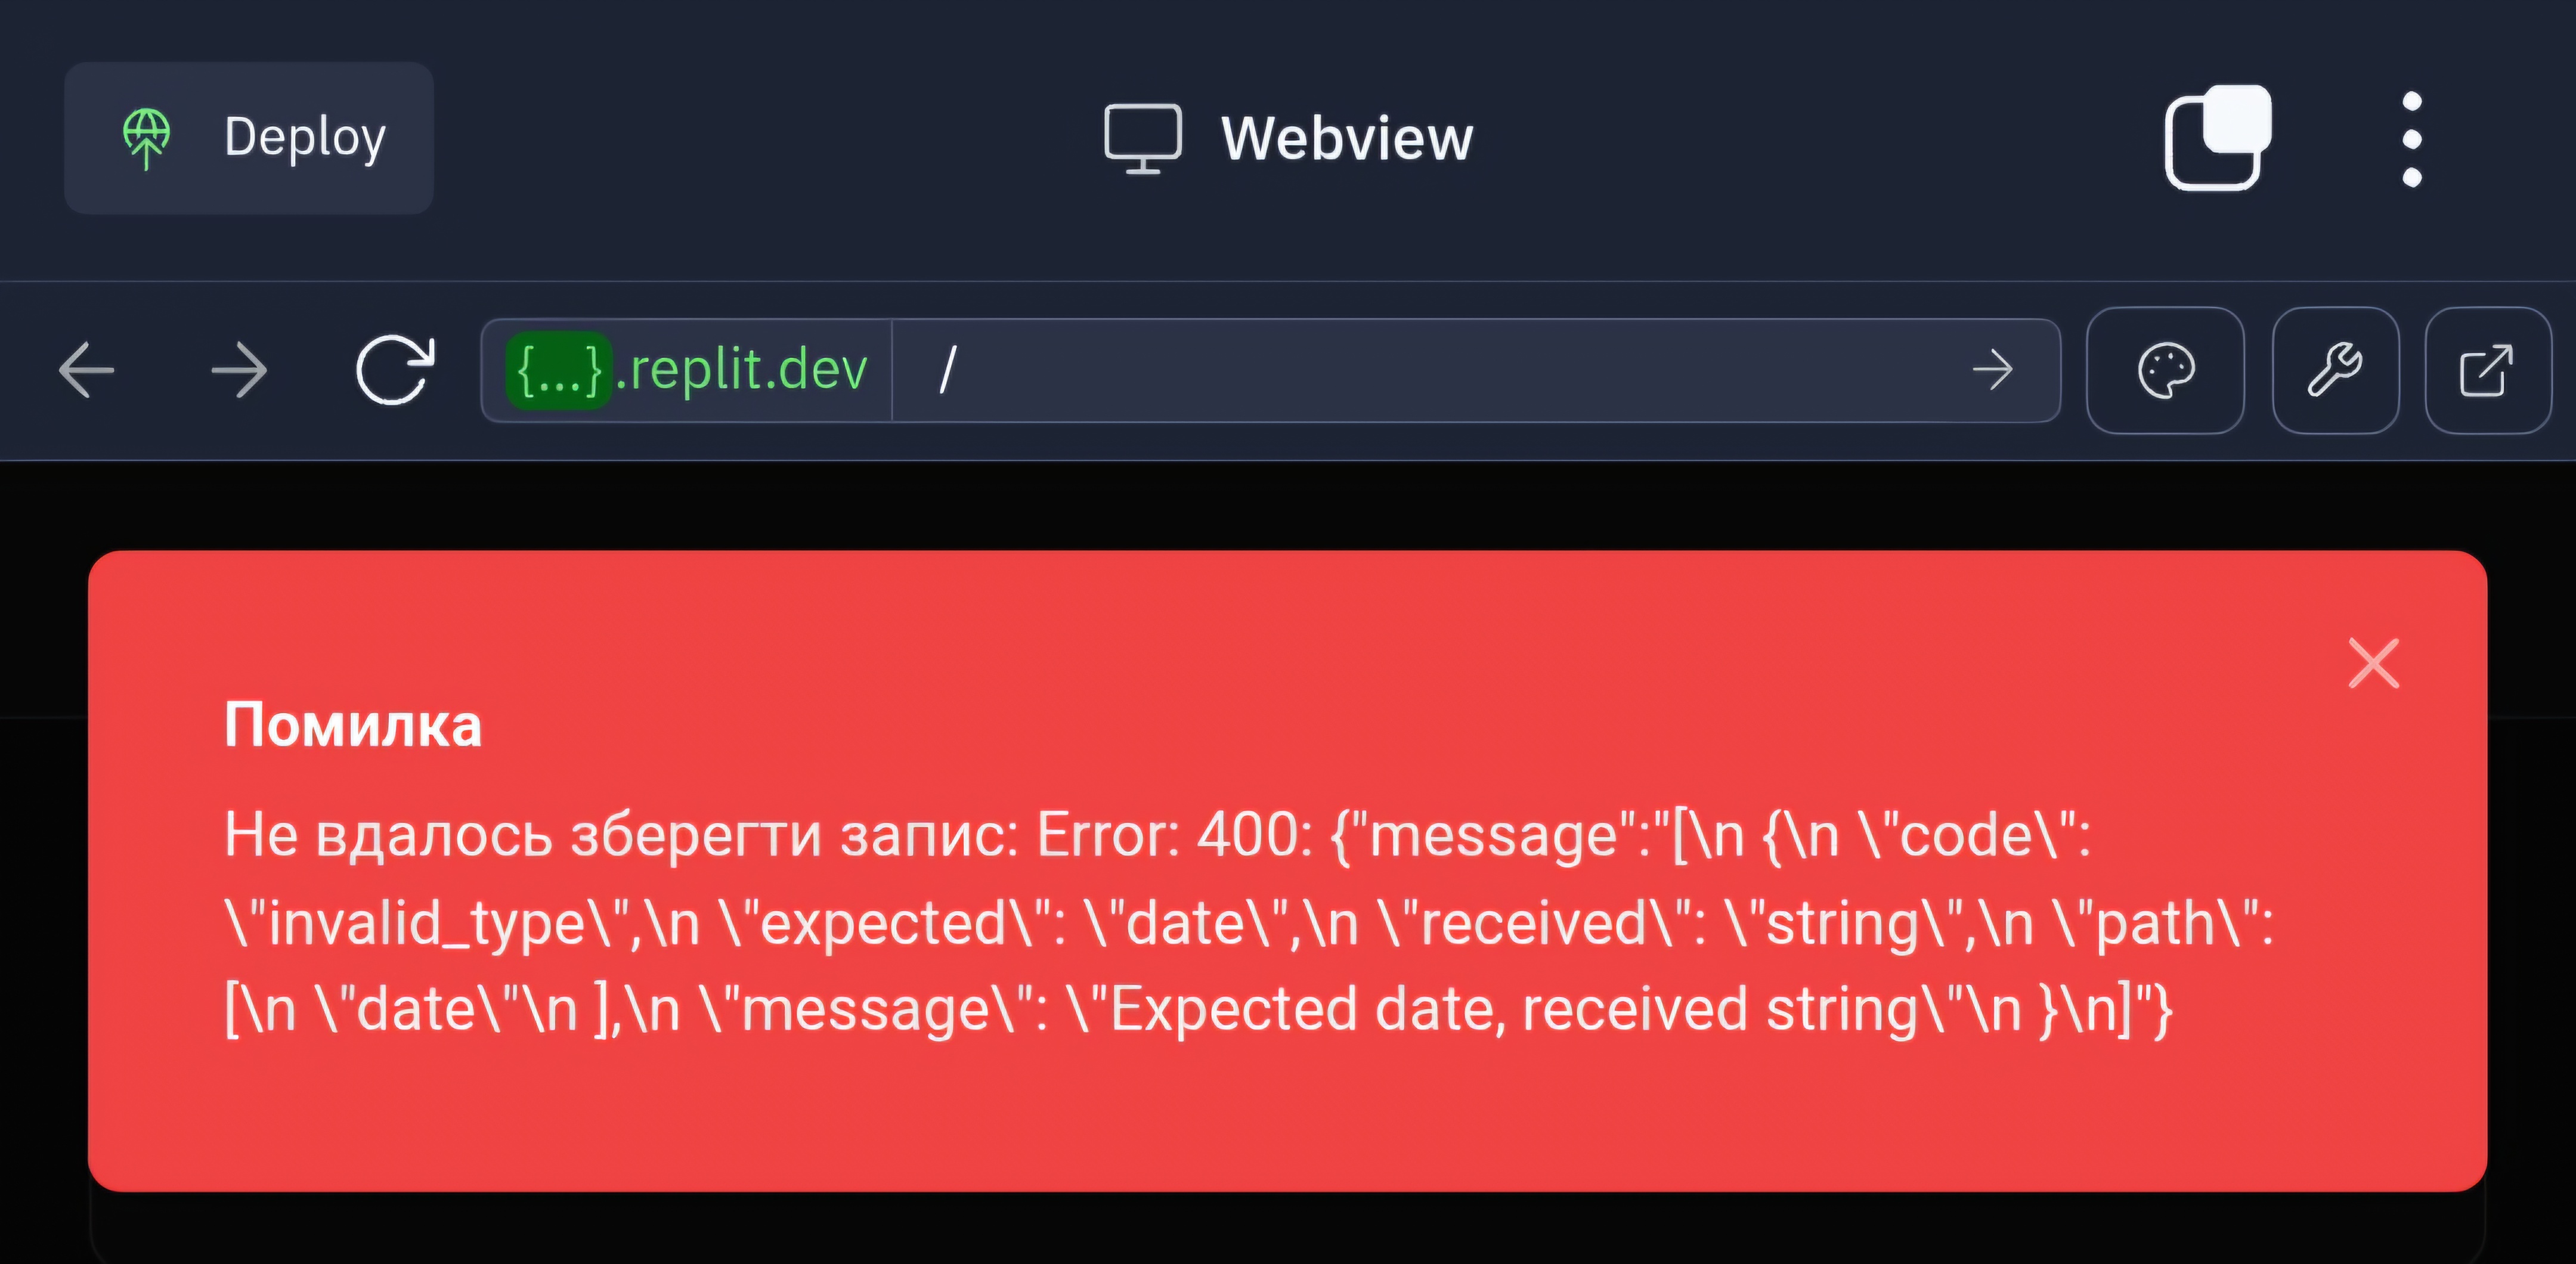 Deploy
Webview
{...}.replit.dev /
Помилка
Не вдалось зберегти запис: Error: 400: {"message":"[\n {\n \"code\":
\"invalid_type\",\n \"expected\": \"date\",\n \"received\": \"string\",\n \"path\":
[\n \"date\"\n ],\n \"message\": \"Expected date, received string\"\n }\n]"}